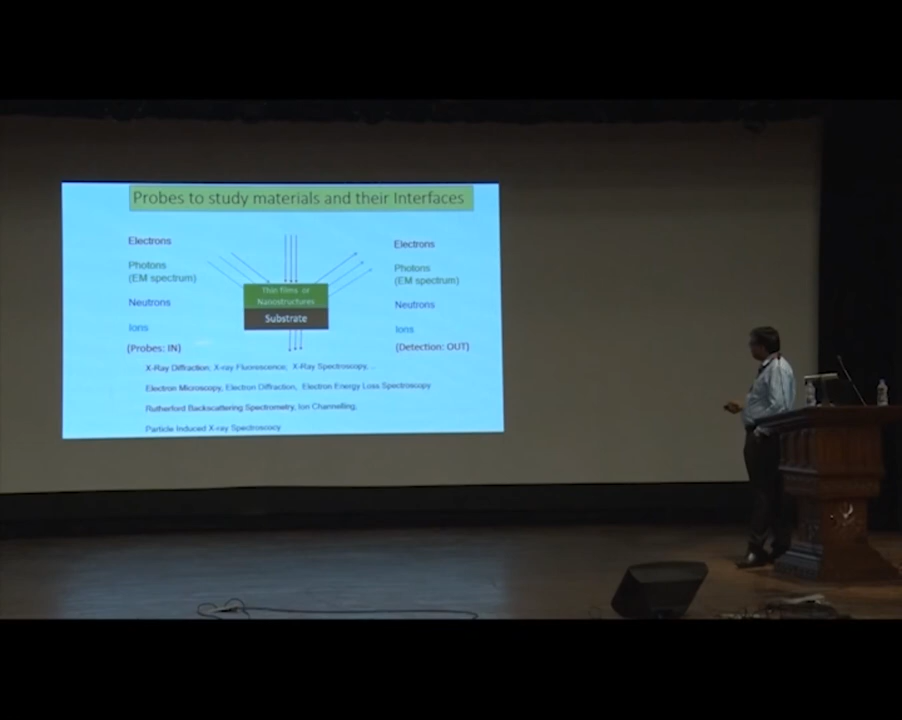 Probes to study materials and their Interfaces
Electrons
Photons
(EM spectrum)
Neutrons
Ions
(Probes: IN)
Thin films or
Nanostructures
Substrate
Electrons
Photons
(EM spectrum)
Neutrons
Ions
(Detection: OUT)
X-Ray Diffraction, X-ray Fluorescence; X-Ray Spectroscopy, ..
Electron Microscopy, Electron Diffraction, Electron Energy Loss Spectroscopy
Rutherford Backscattering Spectrometry, Ion Channelling,
Particle Induced X-ray Spectroscocy